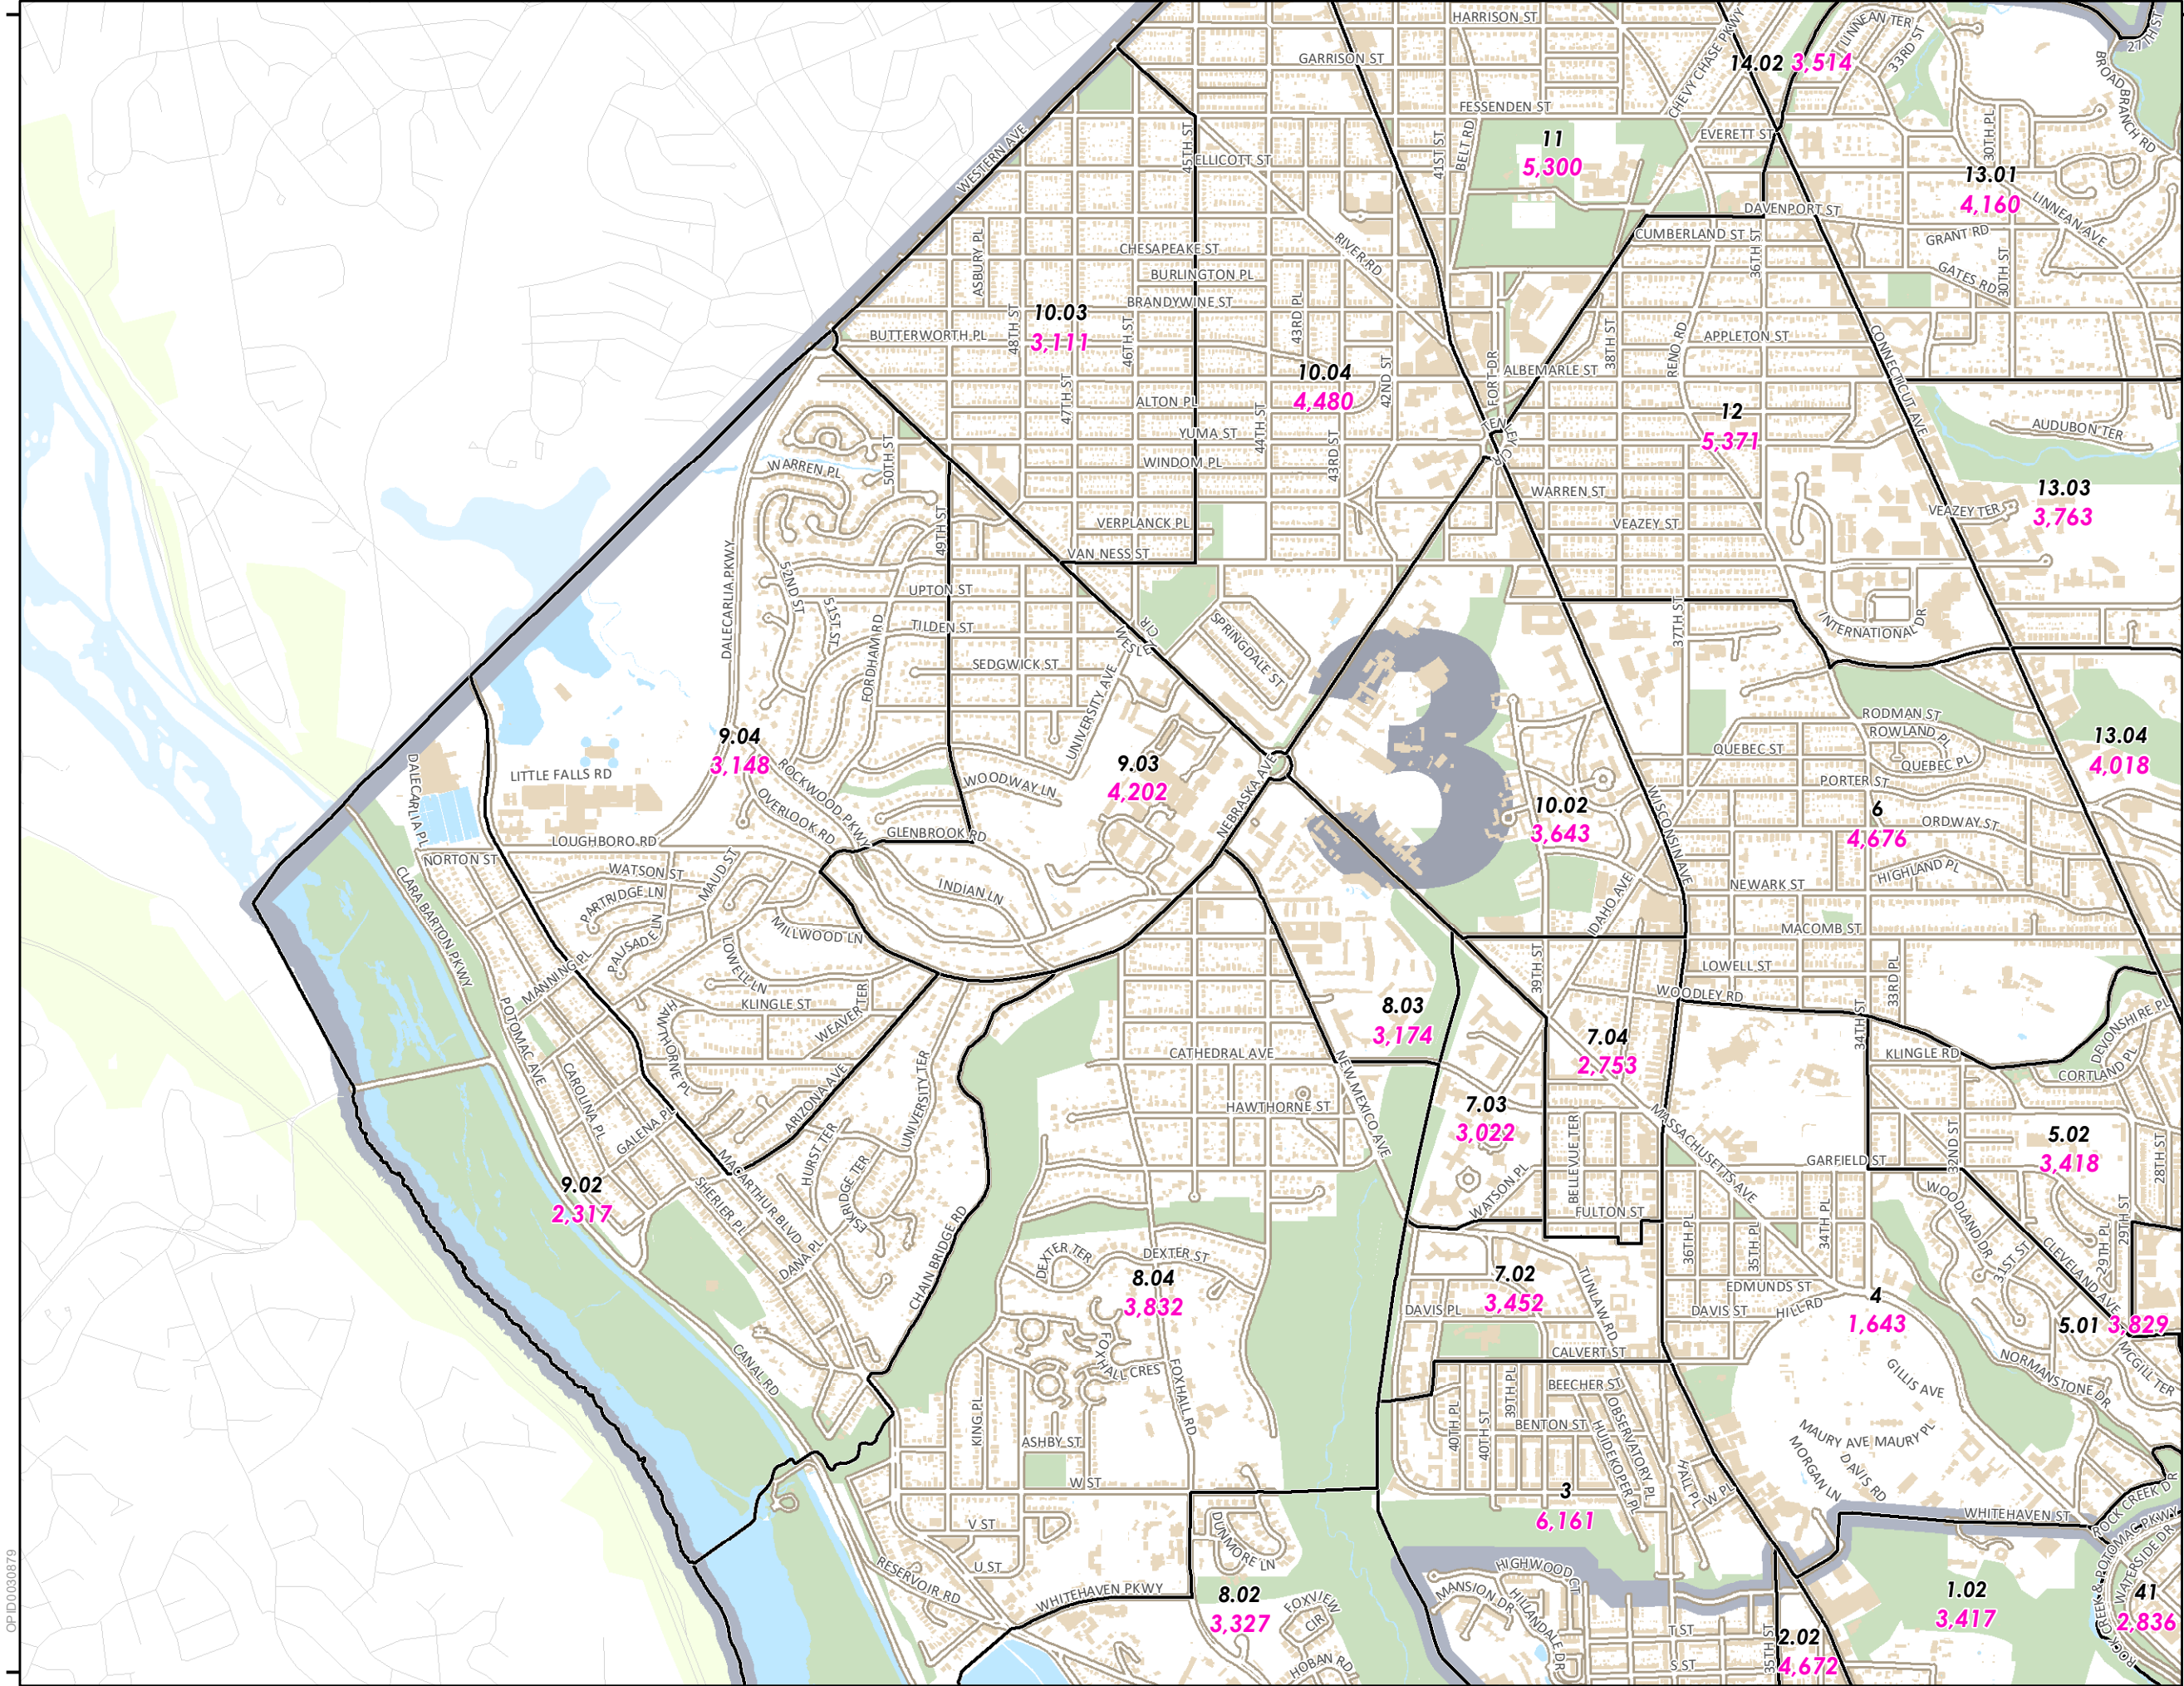 HARRISON ST
GARRISON ST
FESSENDEN ST
CHEVY CHASE PKWY
14.02 3,514
LINNEAN TER
33RD ST
27TH ST
BROAD BRANCH RD
WESTERN AVE
45TH ST
ELLICOTT ST
41ST ST
BELT RD
11
5,300
EVERETT ST
30TH PL
13.01
4,160
DAVENPORT ST
CUMBERLAND ST
36TH ST
LINNEAN AVE
GRANT RD
GATES RD
30TH ST
ASBURY PL
CHESAPEAKE ST
BURLINGTON PL
BRANDYWINE ST
RIVER RD
10.03
3,111
48TH ST
46TH ST
43RD PL
BUTTERWORTH PL
47TH ST
10.04
4,480
42ND ST
FORT DR
ALBEMARLE ST
38TH ST
RENO RD
APPLETON ST
CONNECTICUT AVE
ALTON PL
YUMA ST
44TH ST
43RD ST
TENLEY CIR
12
5,371
AUDUBON TER
WARREN PL
50TH ST
WINDOM PL
WARREN ST
13.03
3,763
VEAZEY TER
VERPLANCK PL
VEAZEY ST
49TH ST
VAN NESS ST
DALECARLIA PKWY
52ND ST
51ST ST
UPTON ST
FORDHAM RD
TILDEN ST
WESLEY CIR
SPRINGDALE ST
37TH ST
INTERNATIONAL DR
SEDGWICK ST
UNIVERSITY AVE
3
RODMAN ST
ROWLAND PL
QUEBEC ST
QUEBEC PL
PORTER ST
13.04
4,018
9.04
3,148
9.03
4,202
LITTLE FALLS RD
DALECARLIA PL
ROCKWOOD PKWY
OVERLOOK RD
WOODWAY LN
NEBRASKA AVE
10.02
3,643
WISCONSIN AVE
6
4,676
ORDWAY ST
GLENBROOK RD
LOUGHBORO RD
NORTON ST
WATSON ST
MAUD ST
PARTRIDGE LN
INDIAN LN
CLARA BARTON PKWY
IDAHO AVE
NEWARK ST
HIGHLAND PL
MILLWOOD LN
PALISADE LN
LOWELL LN
MACOMB ST
LOWELL ST
39TH ST
33RD PL
MANNING PL
WOODLEY RD
KLINGLE ST
WEAVER TER
HAWTHORNE PL
POTOMAC AVE
8.03
3,174
34TH ST
DEVONSHIRE PL
7.04
2,753
KLINGLE RD
CORTLAND PL
CATHEDRAL AVE
NEW MEXICO AVE
CAROLINA PL
ARIZONA AVE
UNIVERSITY TER
HAWTHORNE ST
7.03
3,022
MASSACHUSETTS AVE
GALENA PL
HURST TER
ESKRIDGE TER
BELLEVUE TER
GARFIELD ST
32ND ST
5.02
3,418
28TH ST
9.02
2,317
MACARTHUR BLVD
SHERIER PL
WATSON PL
FULTON ST
WOODLAND DR
29TH ST
29TH PL
DANA PL
CHAIN BRIDGE RD
DEXTER TER
DEXTER ST
36TH PL
35TH PL
34TH PL
31ST ST
CLEVELAND AVE
8.04
3,832
7.02
3,452
TUNLAW RD
EDMUNDS ST
DAVIS PL
DAVIS ST
HILL RD
4
1,643
5.01 3,829
CANAL RD
FOXHALL CRES
FOXHALL RD
CALVERT ST
NORMANSTONE DR
MCGILL TER
GILLIS AVE
BEECHER ST
KING PL
39TH PL
40TH PL
40TH ST
BENTON ST
OBSERVATORY PL
HUIDEKOPER PL
MAURY AVE
MAURY PL
ASHBY ST
W ST
HALL PL
W PL
MORGAN LN
DAVIS RD
3
6,161
WHITEHAVEN ST
ROCK CREEK DR
V ST
DUNMORE LN
U ST
RESERVOIR RD
WHITEHAVEN PKWY
8.02
3,327
FOXVIEW CIR
HOBAN RD
HIGHWOOD CT
MANSION DR
HILLANDALE DR
T ST
S ST
35TH ST
2.02
4,672
1.02
3,417
ROCK CREEK & POTOMAC PKWY
WATERSIDE DR
41
2,836
OPID0030879